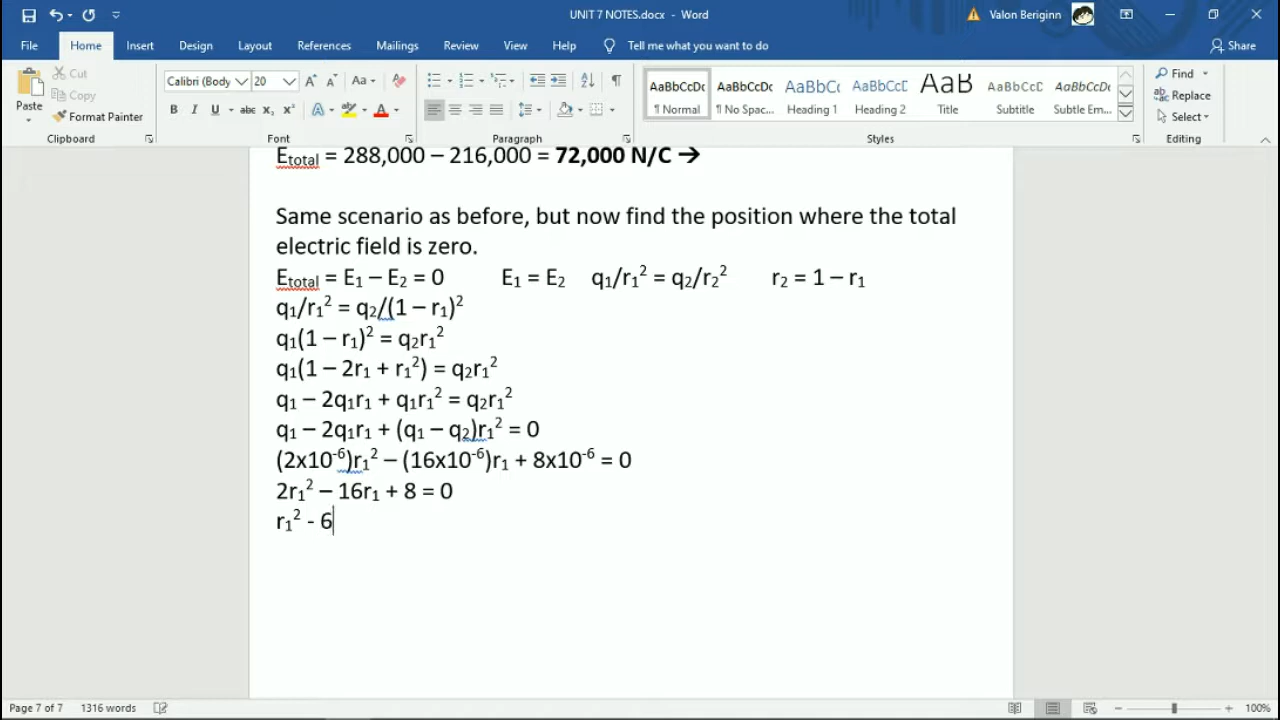 UNIT 7 NOTES.docx - Word
Valon Beriginn
File Home Insert Design Layout References Mailings Review View Help Tell me what you want to do Share
Paste
Cut
Copy
Format Painter
Clipboard
Calibri (Body 20
Aa
B I U abc x₂ x² A A
Font
Paragraph
AaBbCcDc AaBbCcDc AaBbCc AaBbCcD AaB AaBbCcD AaBbCcDc
¶ Normal ¶ No Spac... Heading 1 Heading 2 Title Subtitle Subtle Em...
Styles
Find
Replace
Select
Editing
Eₜₒₜₐₗ = 288,000 – 216,000 = 72,000 N/C →
Same scenario as before, but now find the position where the total
electric field is zero.
Eₜₒₜₐₗ = E₁ – E₂ = 0 E₁ = E₂ q₁/r₁² = q₂/r₂² r₂ = 1 – r₁
q₁/r₁² = q₂/(1 – r₁)²
q₁(1 – r₁)² = q₂r₁²
q₁(1 – 2r₁ + r₁²) = q₂r₁²
q₁ – 2q₁r₁ + q₁r₁² = q₂r₁²
q₁ – 2q₁r₁ + (q₁ – q₂)r₁² = 0
(2x10⁻⁶)r₁² – (16x10⁻⁶)r₁ + 8x10⁻⁶ = 0
2r₁² – 16r₁ + 8 = 0
r₁² - 6
Page 7 of 7 1316 words 100%